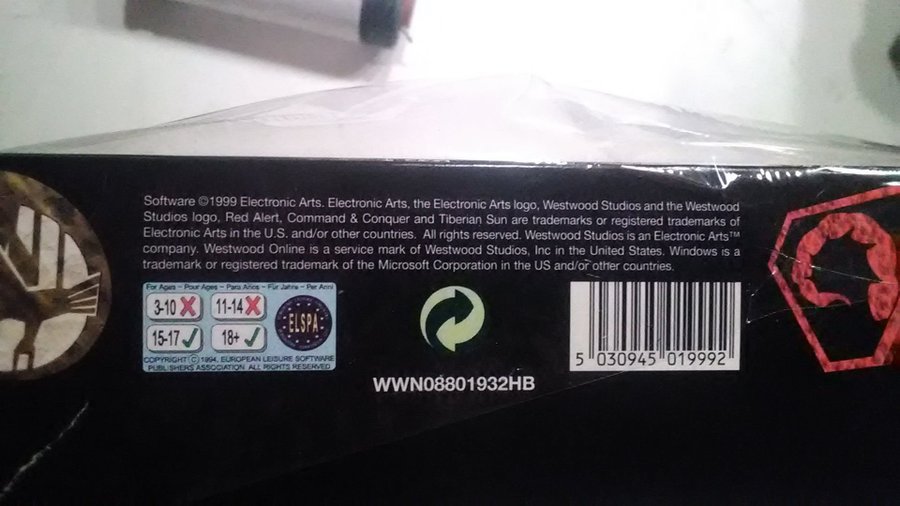 Software ©1999 Electronic Arts. Electronic Arts, the Electronic Arts logo, Westwood Studios and the Westwood
Studios logo, Red Alert, Command & Conquer and Tiberian Sun are trademarks or registered trademarks of
Electronic Arts in the U.S. and/or other countries. All rights reserved. Westwood Studios is an Electronic Arts™
company. Westwood Online is a service mark of Westwood Studios, Inc in the United States. Windows is a
trademark or registered trademark of the Microsoft Corporation in the US and/or other countries.
For Ages - Pour Ages - Para Años - Für Jahre - Per Anni
3-10 11-14
15-17 18+
ELSPA
COPYRIGHT © 1994, EUROPEAN LEISURE SOFTWARE
PUBLISHERS ASSOCIATION ALL RIGHTS RESERVED
WWN08801932HB
5 030945 019992